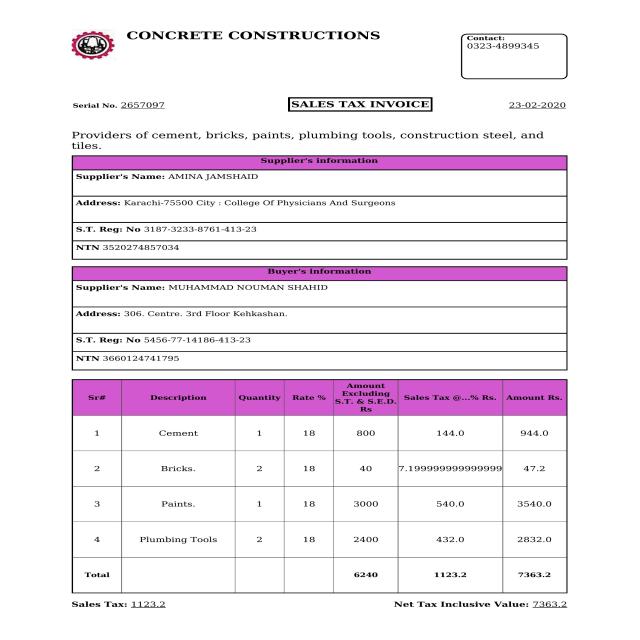 CONCRETE CONSTRUCTIONS
Contact:
0323-4899345
Serial No. 2657097 SALES TAX INVOICE 23-02-2020
Providers of cement, bricks, paints, plumbing tools, construction steel, and
tiles.
Supplier's information
Supplier's Name: AMINA JAMSHAID
Address: Karachi-75500 City : College Of Physicians And Surgeons
S.T. Reg: No 3187-3233-8761-413-23
NTN 3520274857034
Buyer's information
Supplier's Name: MUHAMMAD NOUMAN SHAHID
Address: 306. Centre. 3rd Floor Kehkashan.
S.T. Reg: No 5456-77-14186-413-23
NTN 3660124741795
Sr# Description Quantity Rate % Amount Excluding S.T. & S.E.D. Rs Sales Tax @...% Rs. Amount Rs.
1 Cement 1 18 800 144.0 944.0
2 Bricks. 2 18 40 7.199999999999999 47.2
3 Paints. 1 18 3000 540.0 3540.0
4 Plumbing Tools 2 18 2400 432.0 2832.0
Total 6240 1123.2 7363.2
Sales Tax: 1123.2 Net Tax Inclusive Value: 7363.2